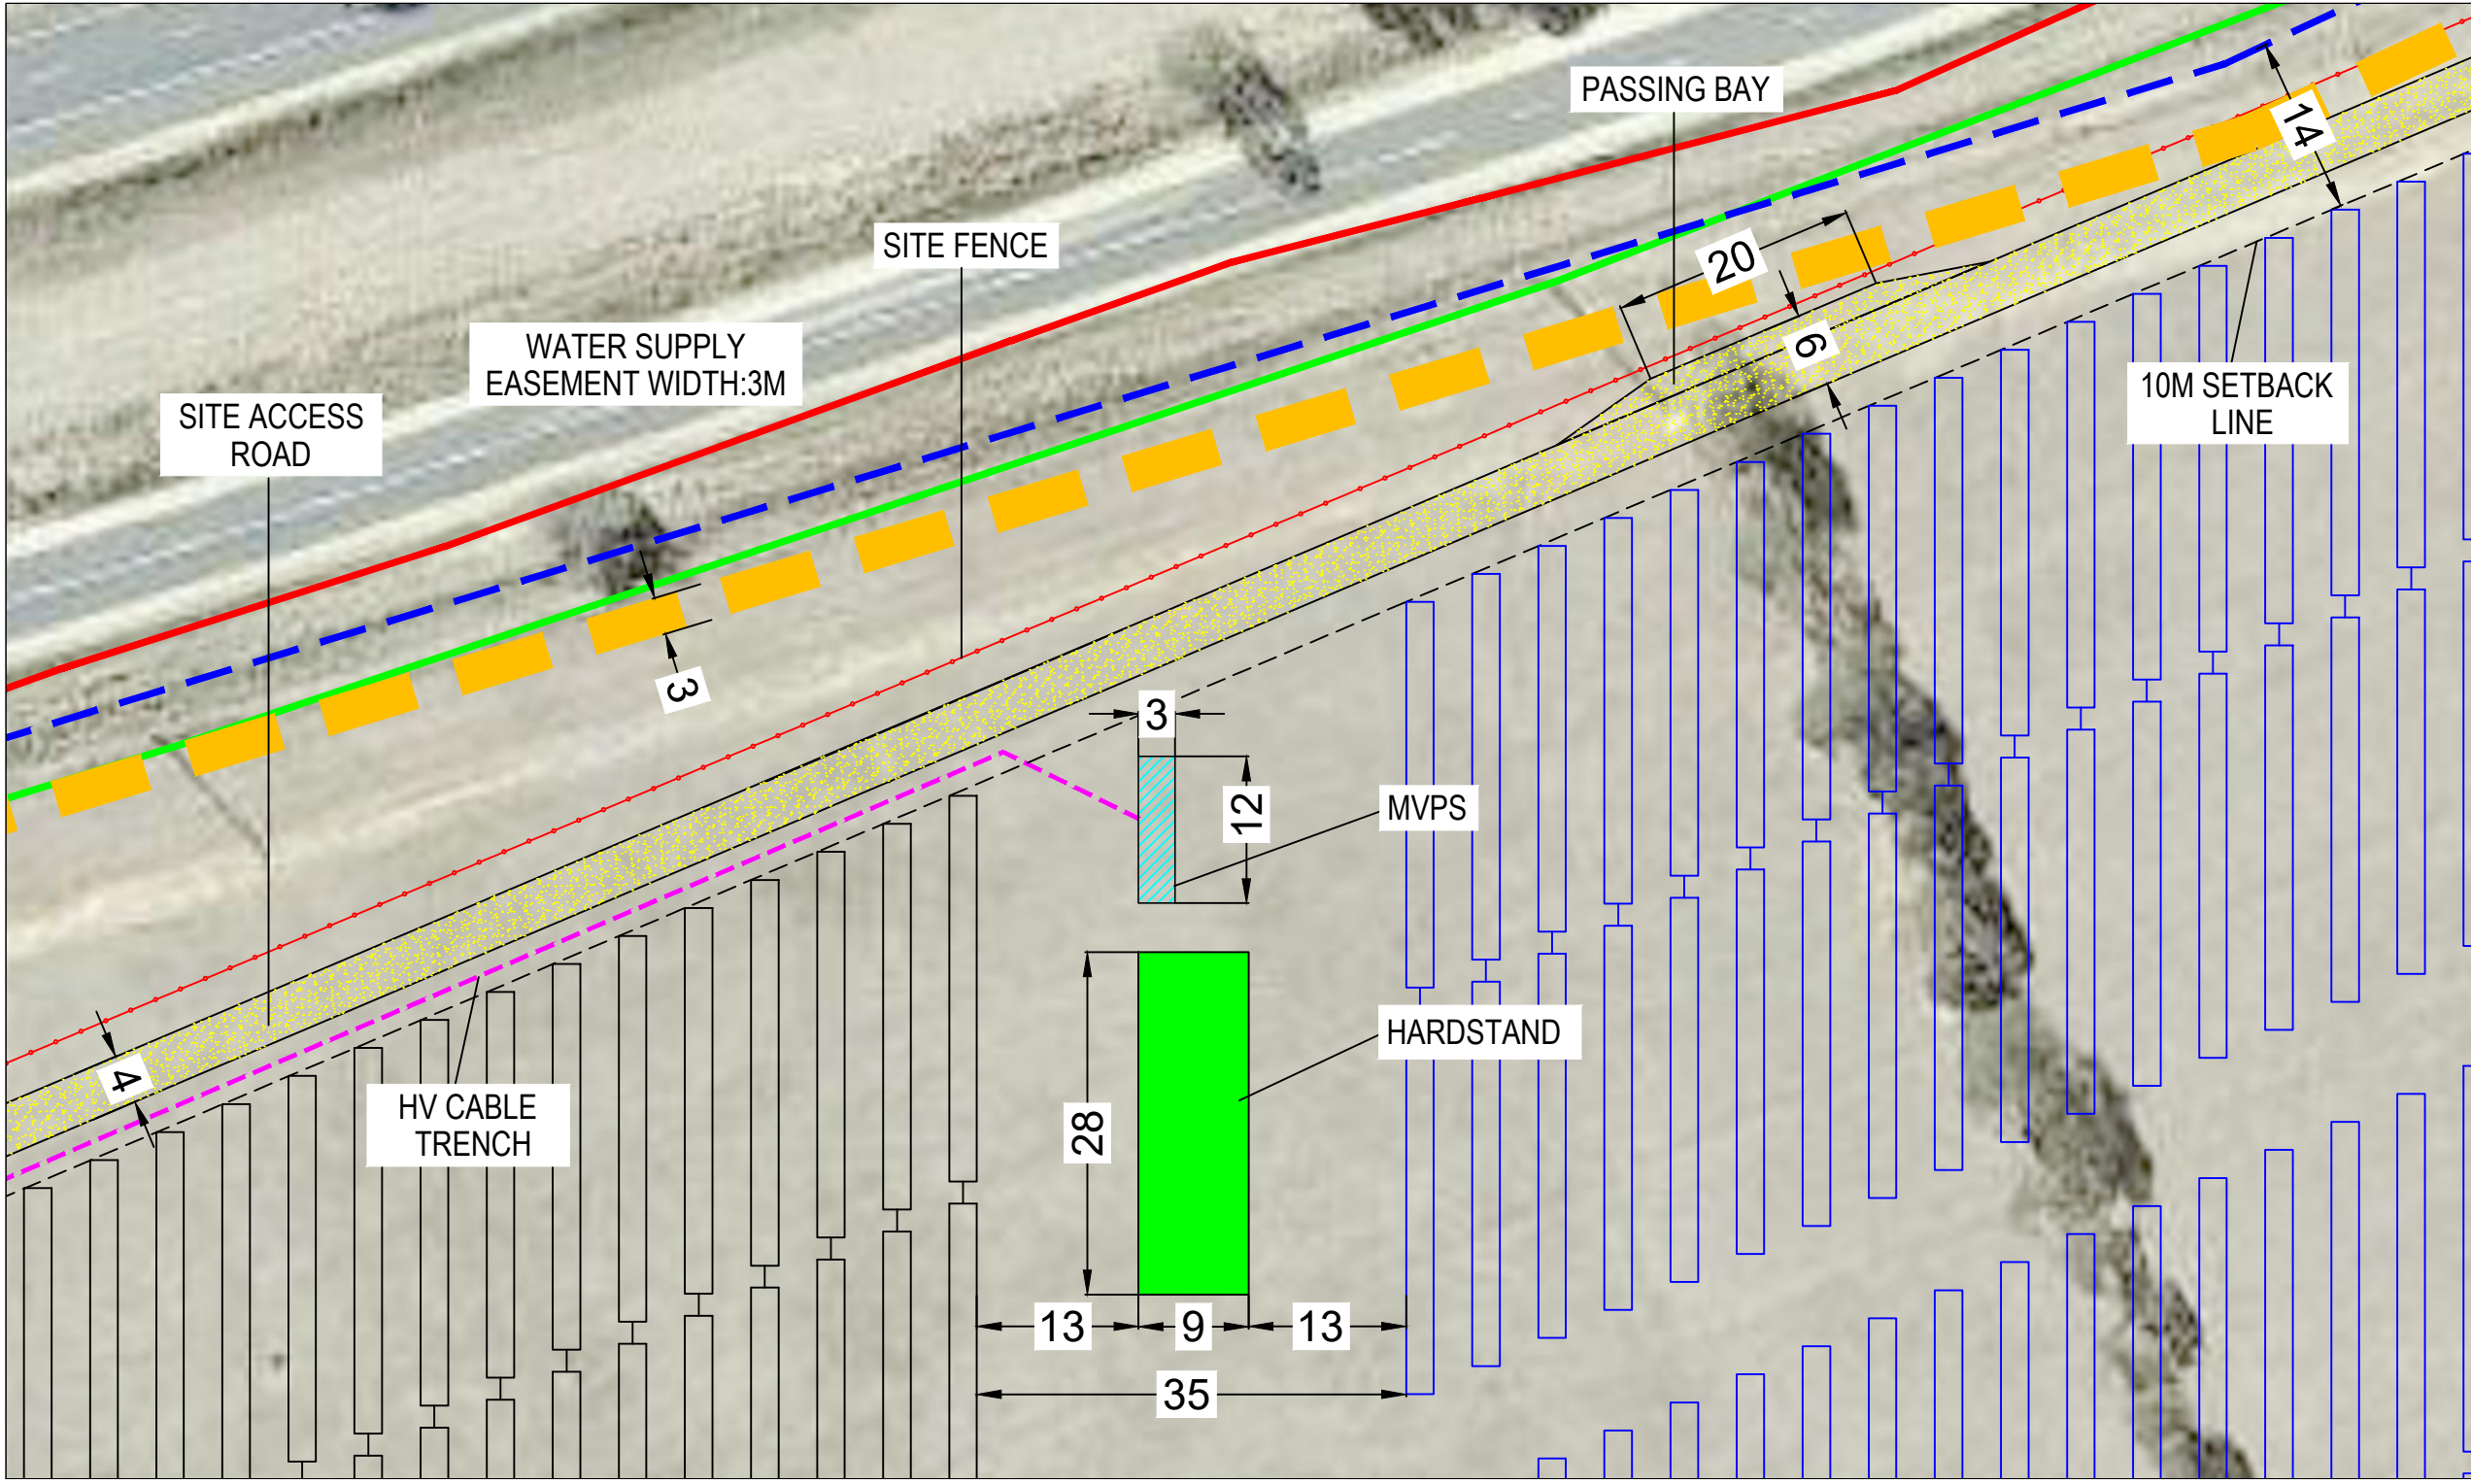 PASSING BAY
14
SITE FENCE
20
WATER SUPPLY
EASEMENT WIDTH:3M
6
SITE ACCESS
ROAD
10M SETBACK
LINE
3
3
12
MVPS
HARDSTAND
4
HV CABLE
TRENCH
28
13
9
13
35